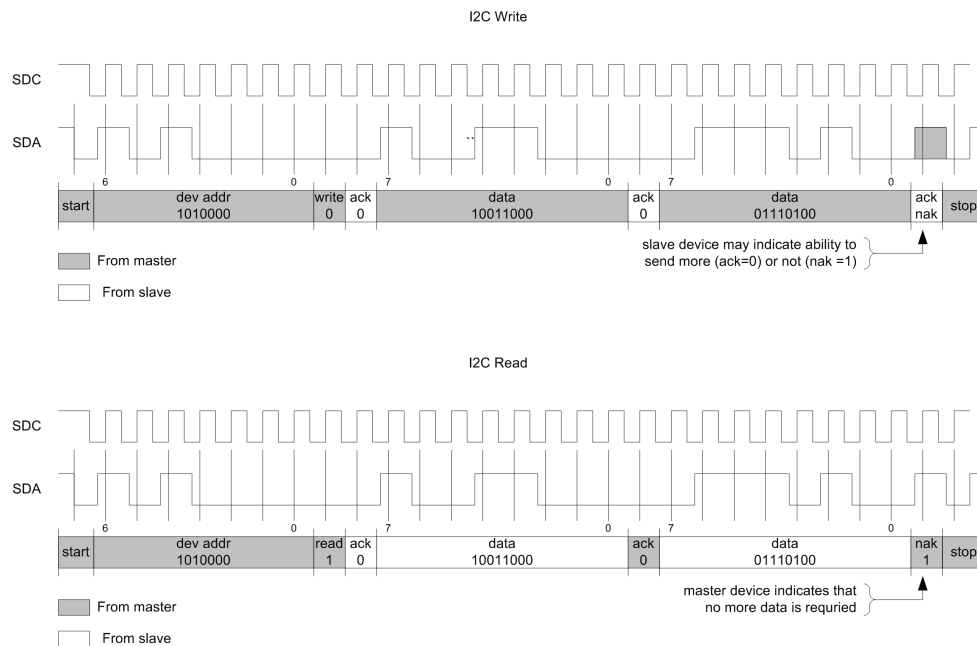 I2C Write
SDC
SDA
6 0 7 0 7 0
start dev addr write ack data ack data ack stop
1010000 0 0 10011000 0 01110100 nak
slave device may indicate ability to
send more (ack=0) or not (nak =1)
From master
From slave
I2C Read
SDC
SDA
6 0 7 0 7 0
start dev addr read ack data ack data nak stop
1010000 1 0 10011000 0 01110100 1
master device indicates that
no more data is requried
From master
From slave